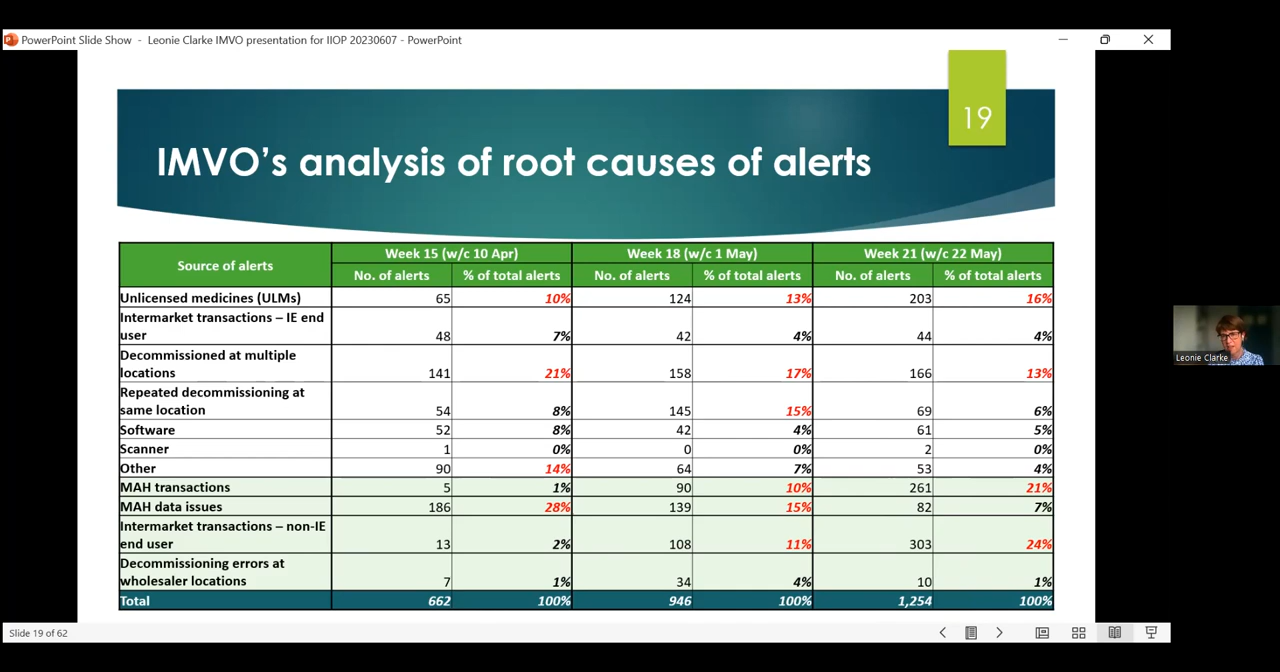 PowerPoint Slide Show - Leonie Clarke IMVO presentation for IIOP 20230607 - PowerPoint
19
IMVO's analysis of root causes of alerts
Source of alerts Week 15 (w/c 10 Apr) Week 18 (w/c 1 May) Week 21 (w/c 22 May)
No. of alerts % of total alerts No. of alerts % of total alerts No. of alerts % of total alerts
Unlicensed medicines (ULMs) 65 10% 124 13% 203 16%
Intermarket transactions – IE end
user 48 7% 42 4% 44 4%
Decommissioned at multiple
locations 141 21% 158 17% 166 13%
Repeated decommissioning at
same location 54 8% 145 15% 69 6%
Software 52 8% 42 4% 61 5%
Scanner 1 0% 0 0% 2 0%
Other 90 14% 64 7% 53 4%
MAH transactions 5 1% 90 10% 261 21%
MAH data issues 186 28% 139 15% 82 7%
Intermarket transactions – non-IE
end user 13 2% 108 11% 303 24%
Decommissioning errors at
wholesaler locations 7 1% 34 4% 10 1%
Total 662 100% 946 100% 1,254 100%
Leonie Clarke
Slide 19 of 62